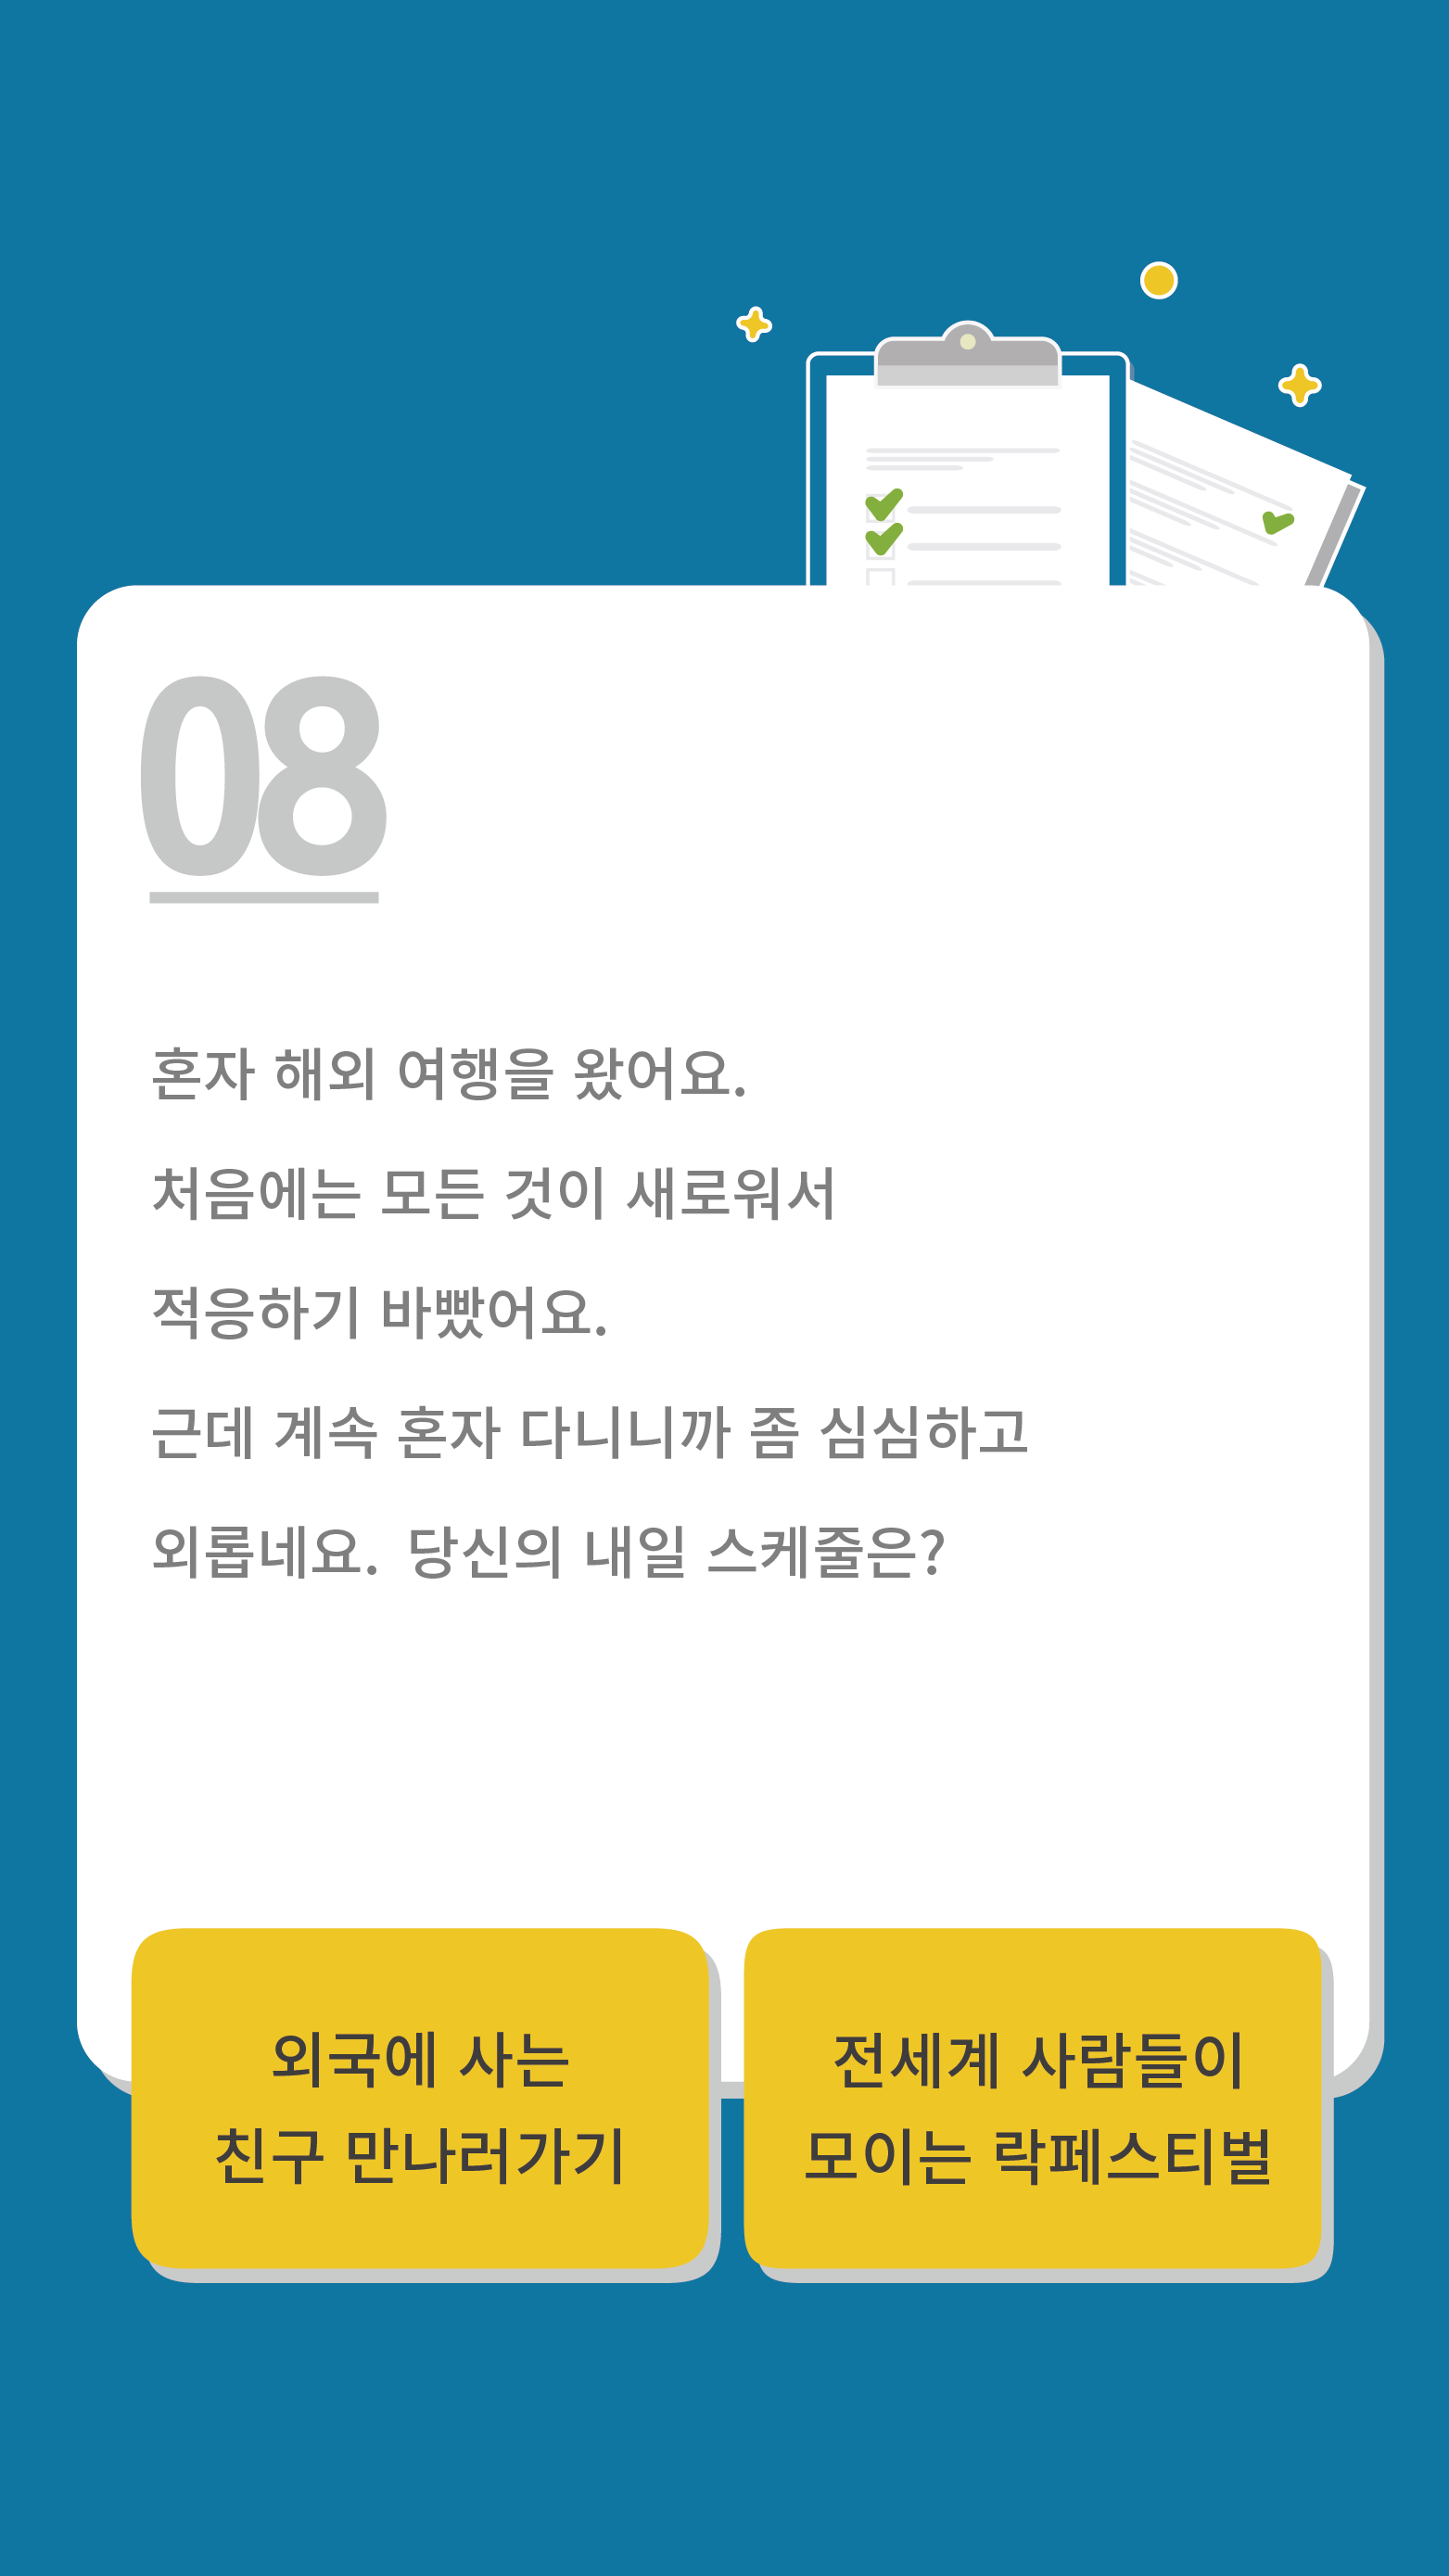 08
혼자 해외 여행을 왔어요.
처음에는 모든 것이 새로워서
적응하기 바빴어요.
근데 계속 혼자 다니니까 좀 심심하고
외롭네요. 당신의 내일 스케줄은?
외국에 사는
친구 만나러가기
전세계 사람들이
모이는 락페스티벌